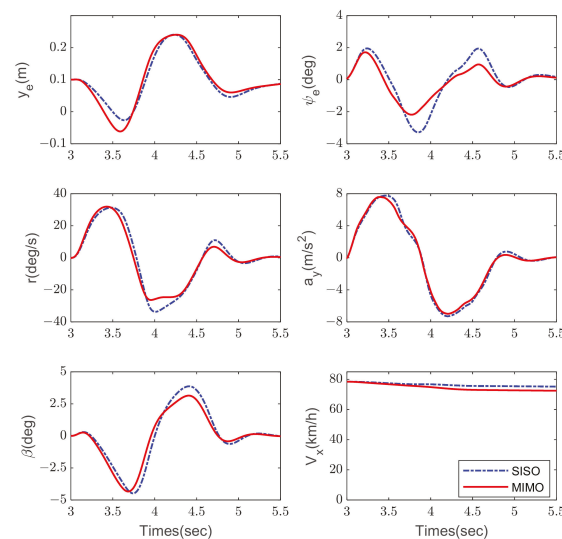 y_e(m)
0.2
0.1
0
−0.1
3 3.5 4 4.5 5 5.5
ψ_e(deg)
4
2
0
−2
−4
3 3.5 4 4.5 5 5.5
r(deg/s)
40
20
0
−20
−40
3 3.5 4 4.5 5 5.5
a_y(m/s²)
8
4
0
−4
−8
3 3.5 4 4.5 5 5.5
β(deg)
5
2.5
0
−2.5
−5
3 3.5 4 4.5 5 5.5
Times(sec)
V_x(km/h)
80
60
40
20
0
3 3.5 4 4.5 5 5.5
Times(sec)
SISO
MIMO